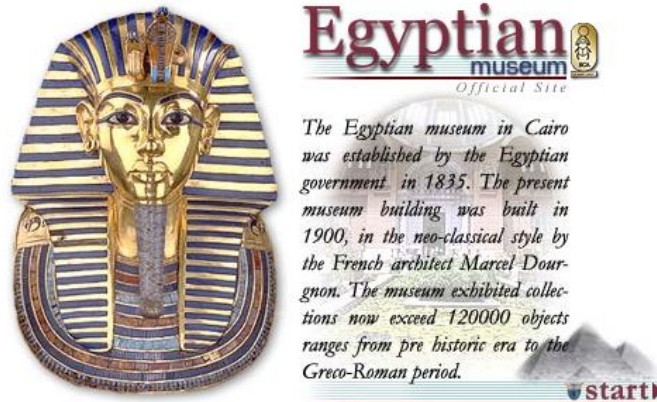 Egyptian
museum
Official Site
The Egyptian museum in Cairo
was established by the Egyptian
government in 1835. The present
museum building was built in
1900, in the neo-classical style by
the French architect Marcel Dour-
gnon. The museum exhibited collec-
tions now exceed 120000 objects
ranges from pre historic era to the
Greco-Roman period.
start